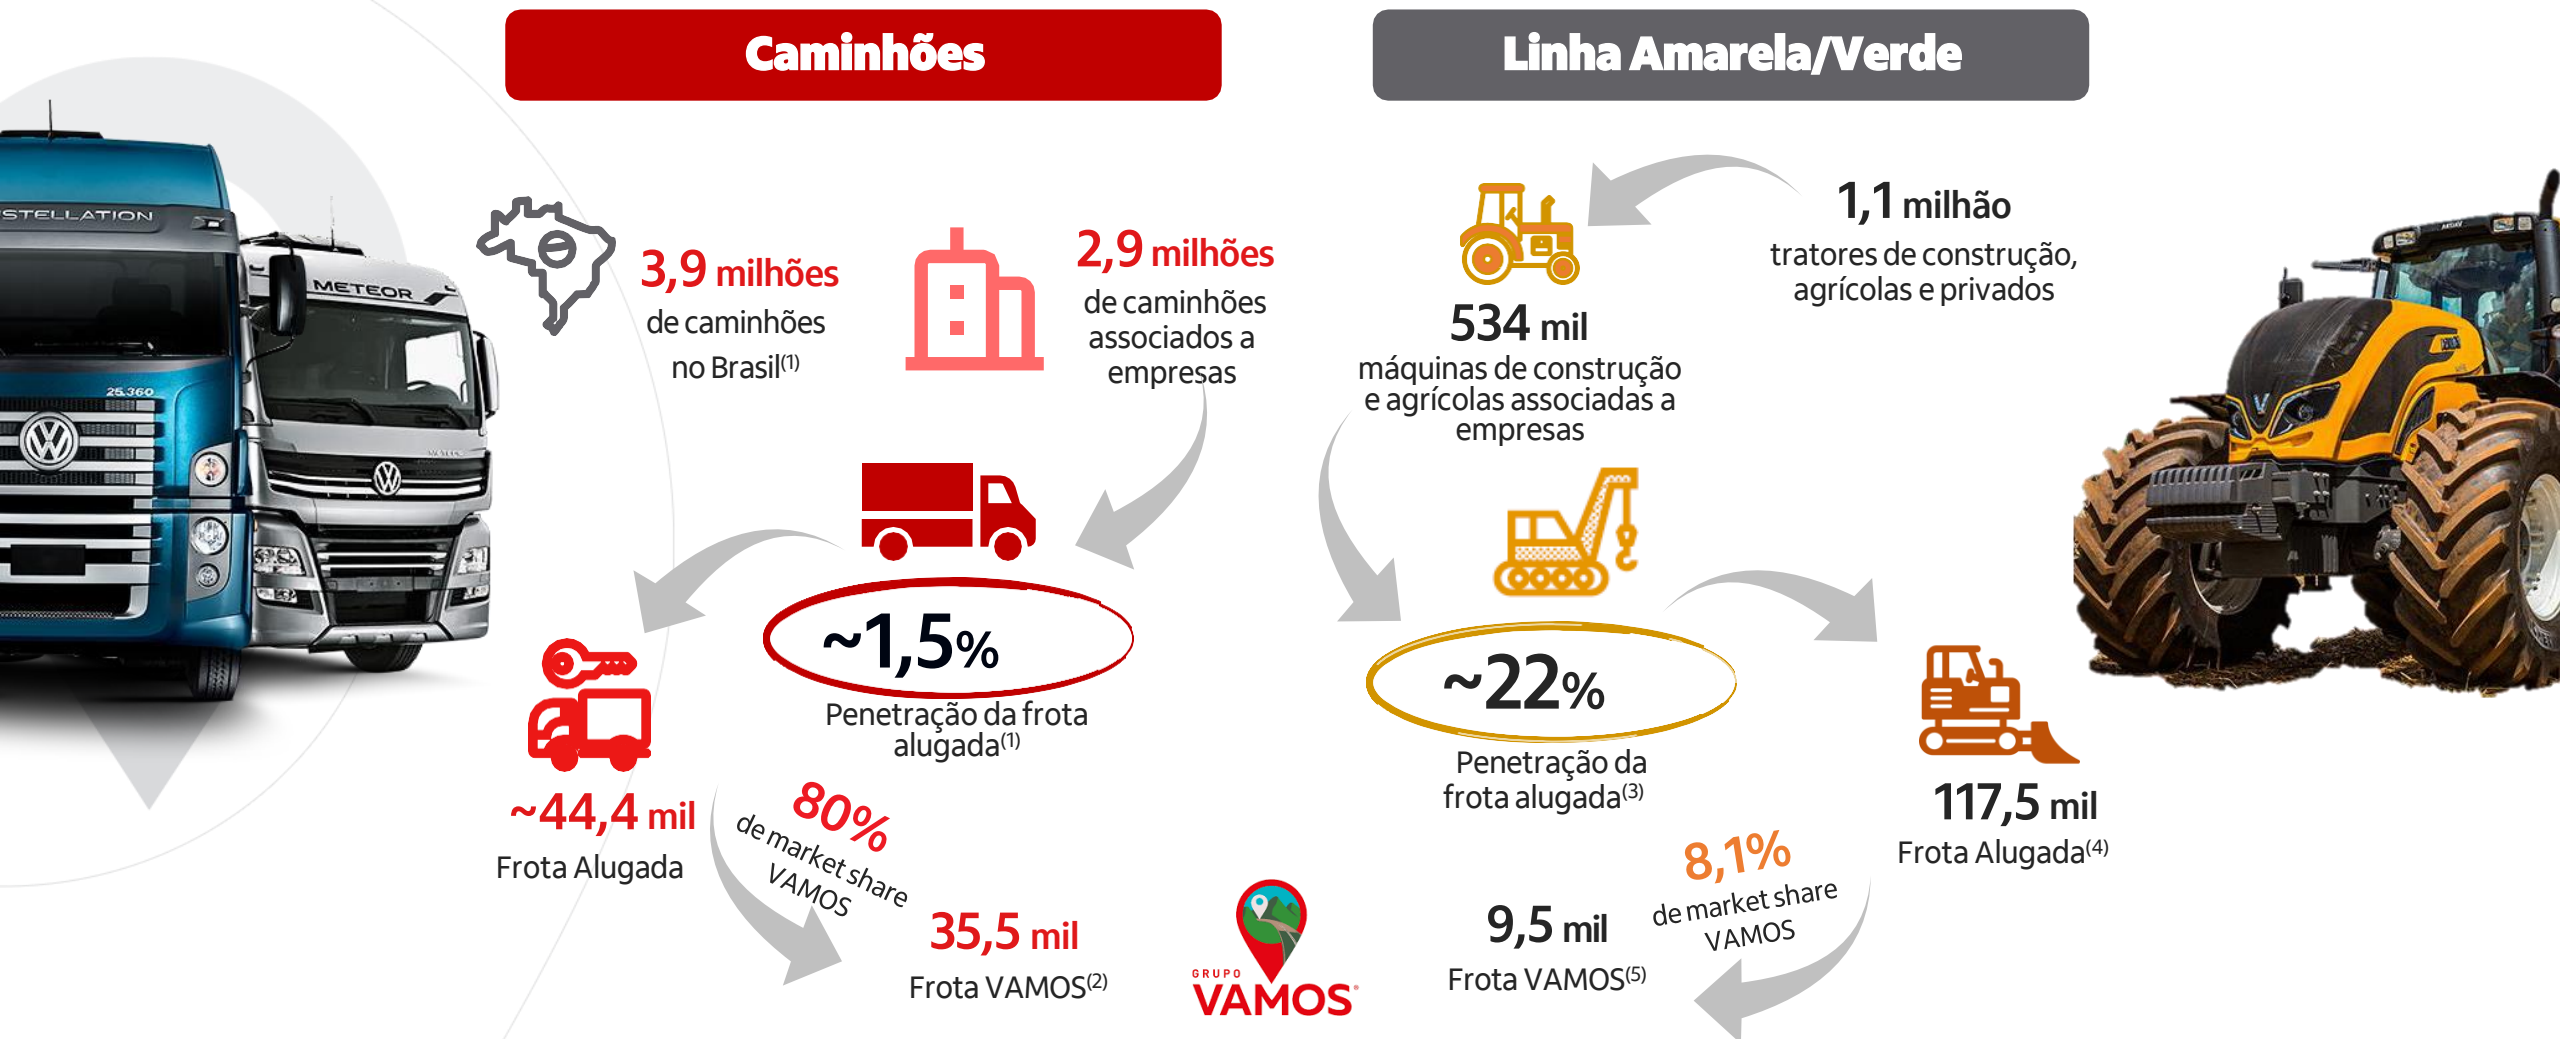 Caminhões
Linha Amarela/Verde
STELLATION
METEOR
25.360
3,9 milhões
de caminhões
no Brasil(1)
2,9 milhões
de caminhões
associados a
empresas
~1,5%
Penetração da frota
alugada(1)
~44,4 mil
Frota Alugada
80%
de market share
VAMOS
35,5 mil
Frota VAMOS(2)
GRUPO
VAMOS
1,1 milhão
tratores de construção,
agrícolas e privados
534 mil
máquinas de construção
e agrícolas associadas a
empresas
~22%
Penetração da
frota alugada(3)
117,5 mil
Frota Alugada(4)
8,1%
de market share
VAMOS
9,5 mil
Frota VAMOS(5)